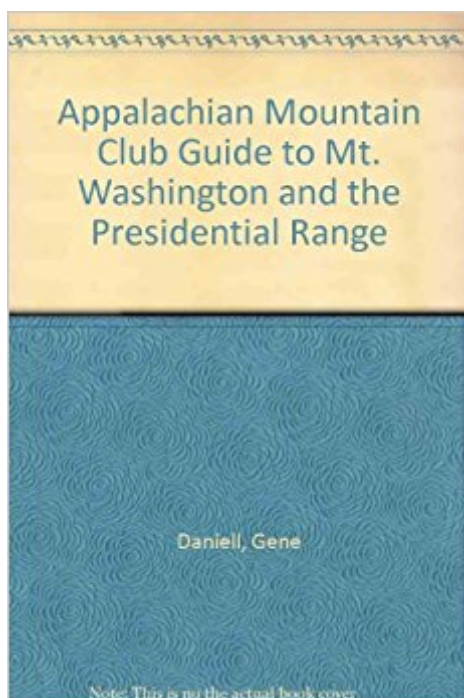 Appalachian Mountain
Club Guide to Mt.
Washington and the
Presidential Range
Daniell, Gene
Note: This is no the actual book cover